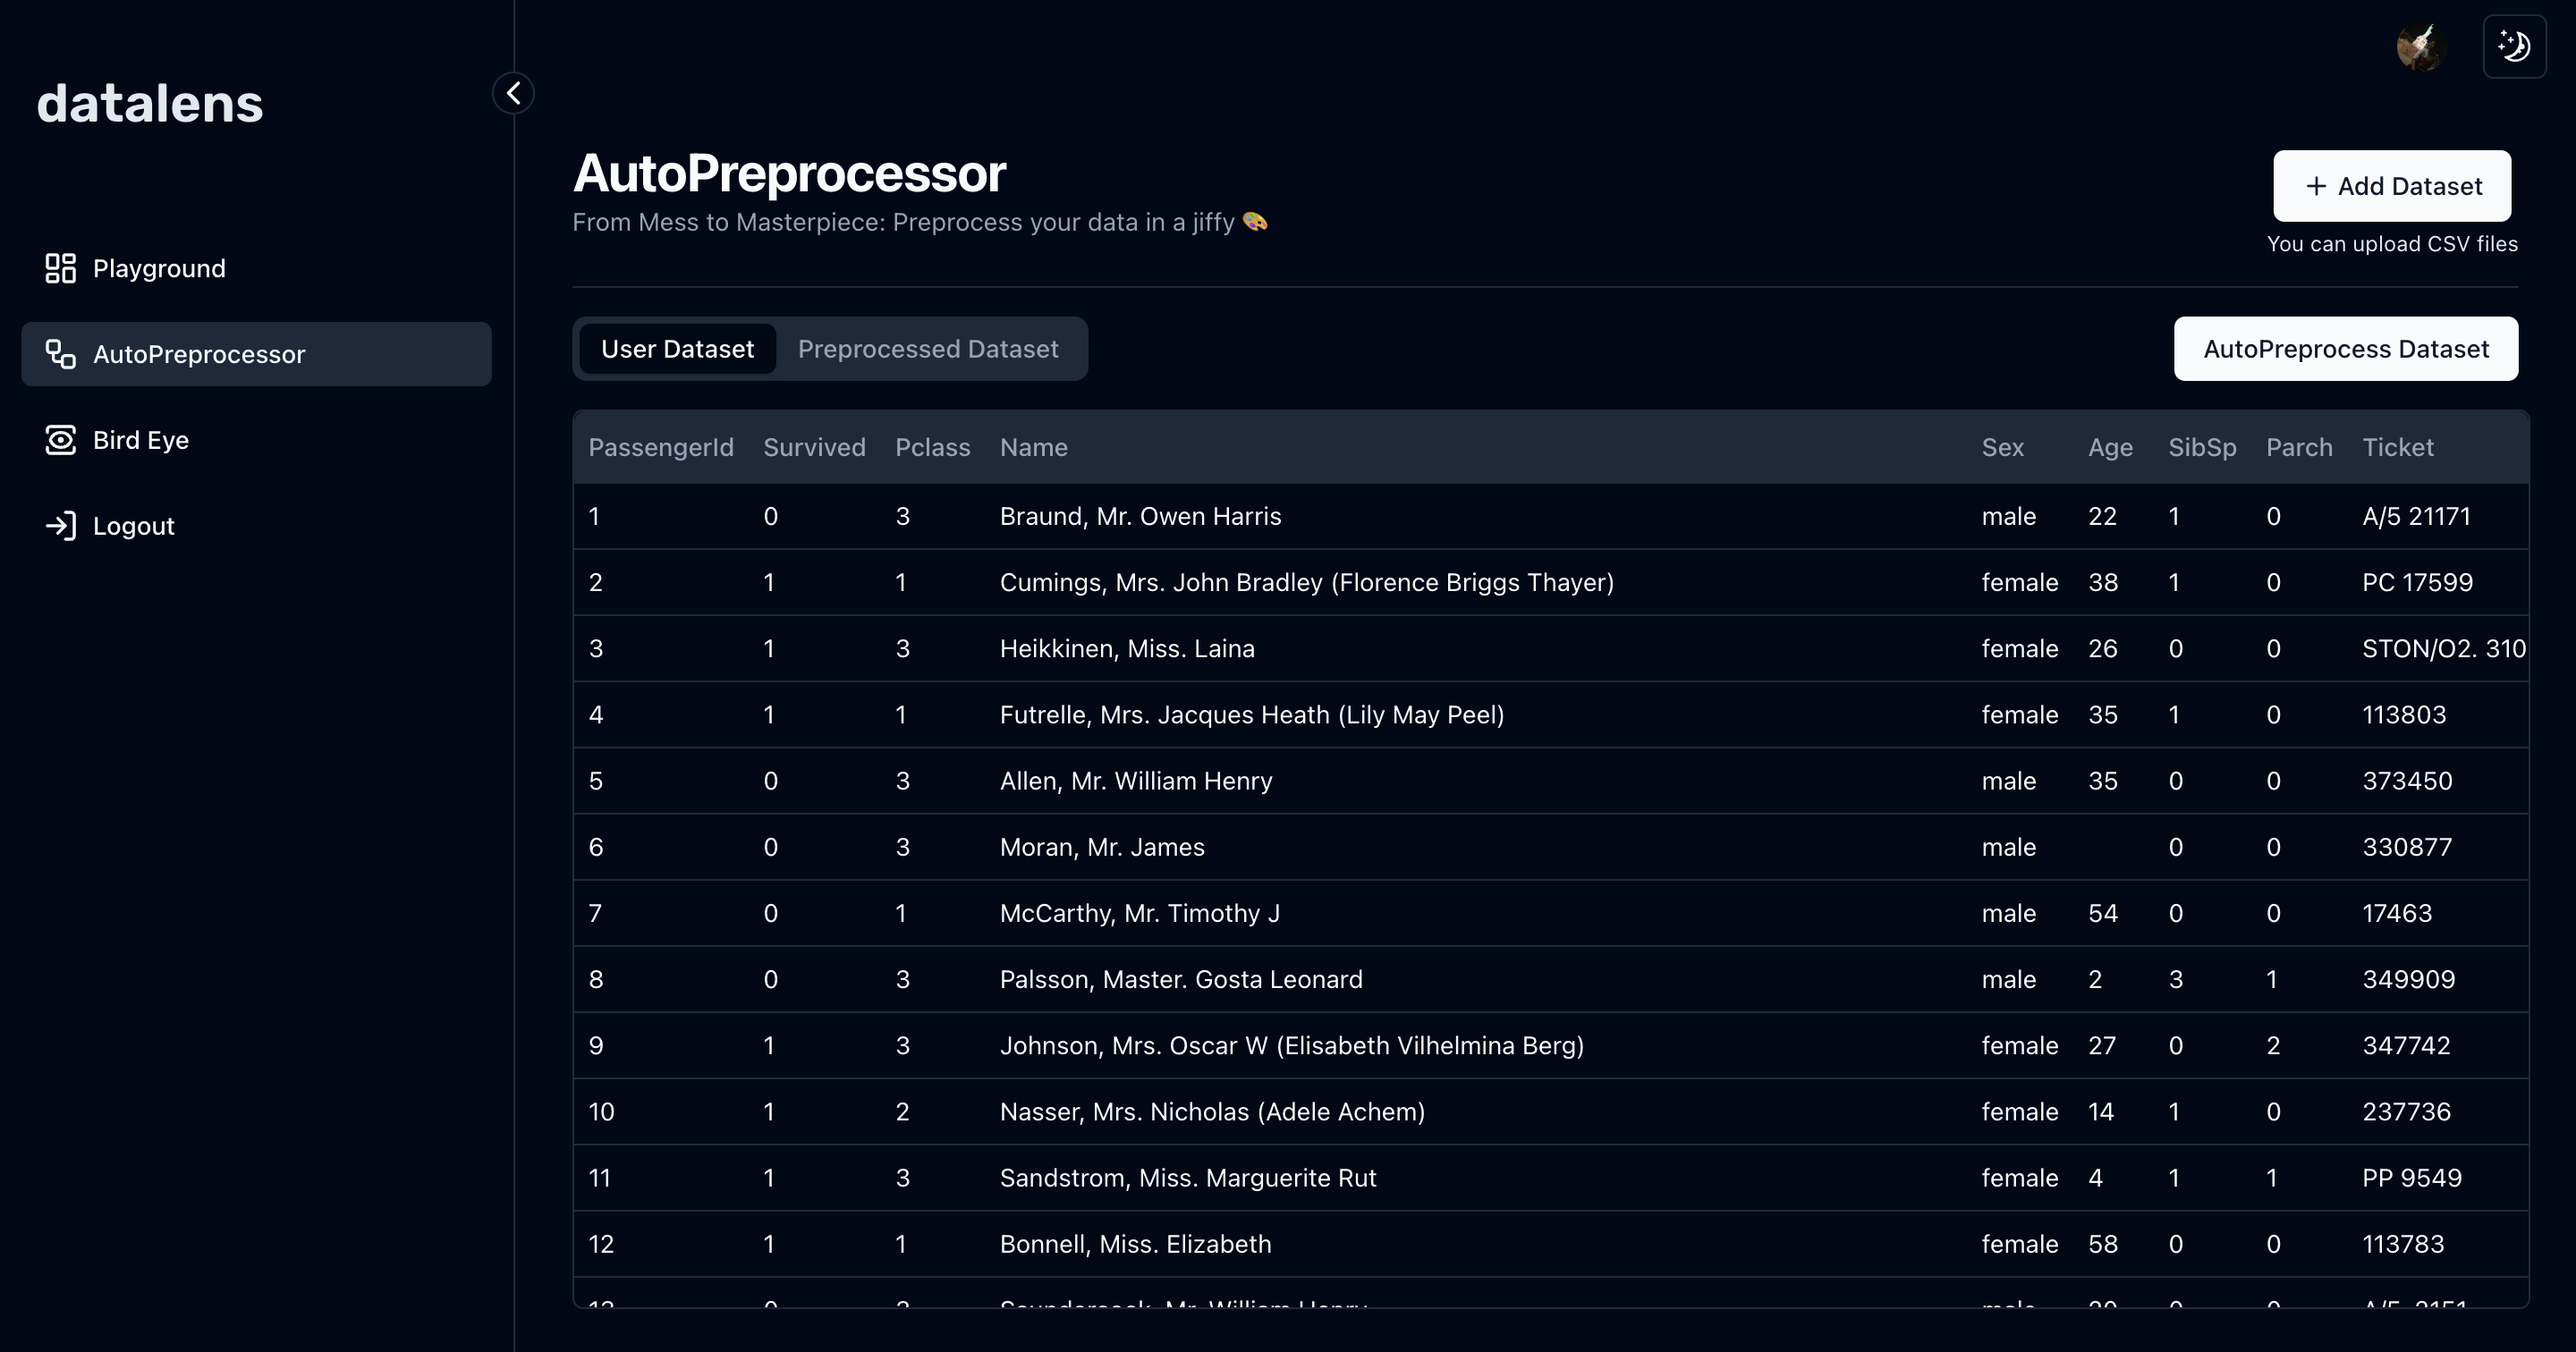 datalens
Playground
AutoPreprocessor
Bird Eye
Logout
AutoPreprocessor
From Mess to Masterpiece: Preprocess your data in a jiffy 🎨
+ Add Dataset
You can upload CSV files
User Dataset Preprocessed Dataset
AutoPreprocess Dataset
PassengerId Survived Pclass Name Sex Age SibSp Parch Ticket
1 0 3 Braund, Mr. Owen Harris male 22 1 0 A/5 21171
2 1 1 Cumings, Mrs. John Bradley (Florence Briggs Thayer) female 38 1 0 PC 17599
3 1 3 Heikkinen, Miss. Laina female 26 0 0 STON/O2. 310
4 1 1 Futrelle, Mrs. Jacques Heath (Lily May Peel) female 35 1 0 113803
5 0 3 Allen, Mr. William Henry male 35 0 0 373450
6 0 3 Moran, Mr. James male 0 0 330877
7 0 1 McCarthy, Mr. Timothy J male 54 0 0 17463
8 0 3 Palsson, Master. Gosta Leonard male 2 3 1 349909
9 1 3 Johnson, Mrs. Oscar W (Elisabeth Vilhelmina Berg) female 27 0 2 347742
10 1 2 Nasser, Mrs. Nicholas (Adele Achem) female 14 1 0 237736
11 1 3 Sandstrom, Miss. Marguerite Rut female 4 1 1 PP 9549
12 1 1 Bonnell, Miss. Elizabeth female 58 0 0 113783